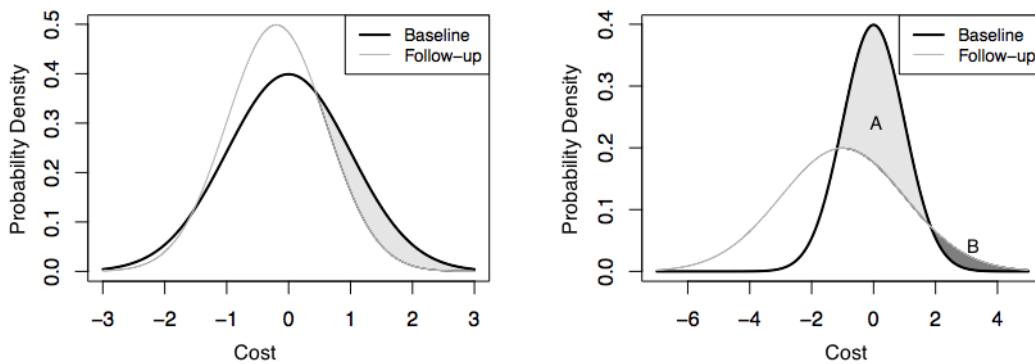 Probability Density
0.0 0.1 0.2 0.3 0.4 0.5
Baseline
Follow−up
−3 −2 −1 0 1 2 3
Cost
Probability Density
0.0 0.1 0.2 0.3 0.4
Baseline
Follow−up
A
B
−6 −4 −2 0 2 4
Cost